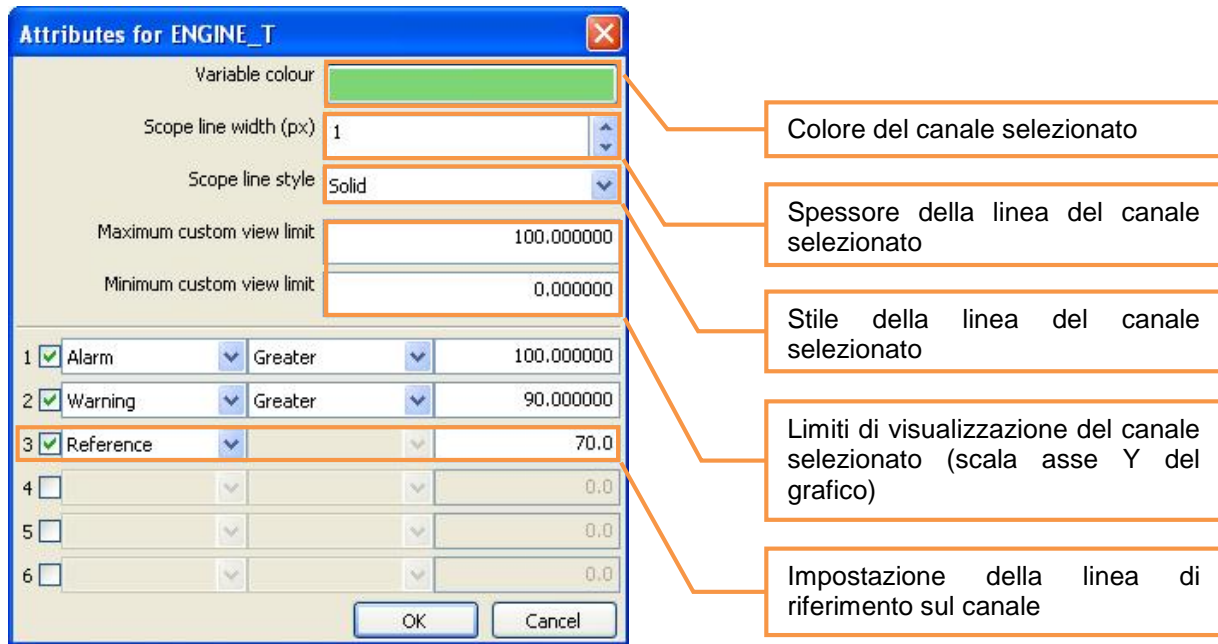 Attributes for ENGINE_T
Variable colour
Scope line width (px) 1
Scope line style Solid
Maximum custom view limit 100.000000
Minimum custom view limit 0.000000
1 Alarm Greater 100.000000
2 Warning Greater 90.000000
3 Reference 70.0
4 0.0
5 0.0
6 0.0
OK Cancel
Colore del canale selezionato
Spessore della linea del canale
selezionato
Stile della linea del canale
selezionato
Limiti di visualizzazione del canale
selezionato (scala asse Y del
grafico)
Impostazione della linea di
riferimento sul canale